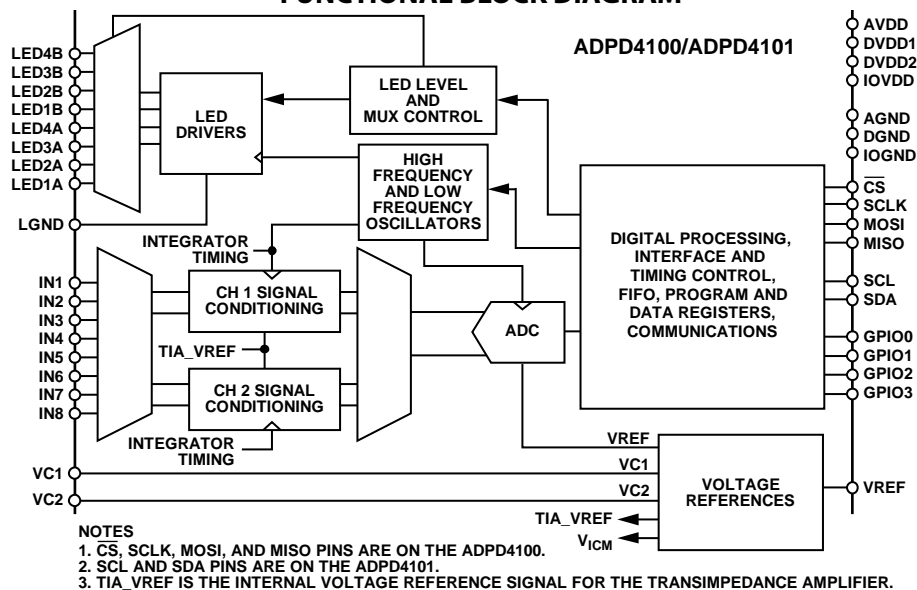 FUNCTIONAL BLOCK DIAGRAM
ADPD4100/ADPD4101
LED4B
LED3B
LED2B
LED1B
LED4A
LED3A
LED2A
LED1A
LGND
LED
DRIVERS
LED LEVEL
AND
MUX CONTROL
HIGH
FREQUENCY
AND LOW
FREQUENCY
OSCILLATORS
INTEGRATOR
TIMING
IN1
IN2
IN3
IN4
IN5
IN6
IN7
IN8
CH 1 SIGNAL
CONDITIONING
TIA_VREF
CH 2 SIGNAL
CONDITIONING
INTEGRATOR
TIMING
ADC
DIGITAL PROCESSING,
INTERFACE AND
TIMING CONTROL,
FIFO, PROGRAM AND
DATA REGISTERS,
COMMUNICATIONS
AVDD
DVDD1
DVDD2
IOVDD
AGND
DGND
IOGND
CS
SCLK
MOSI
MISO
SCL
SDA
GPIO0
GPIO1
GPIO2
GPIO3
VC1
VC2
VREF
VC1
VC2
TIA_VREF
VICM
VOLTAGE
REFERENCES
VREF
NOTES
1. CS, SCLK, MOSI, AND MISO PINS ARE ON THE ADPD4100.
2. SCL AND SDA PINS ARE ON THE ADPD4101.
3. TIA_VREF IS THE INTERNAL VOLTAGE REFERENCE SIGNAL FOR THE TRANSIMPEDANCE AMPLIFIER.